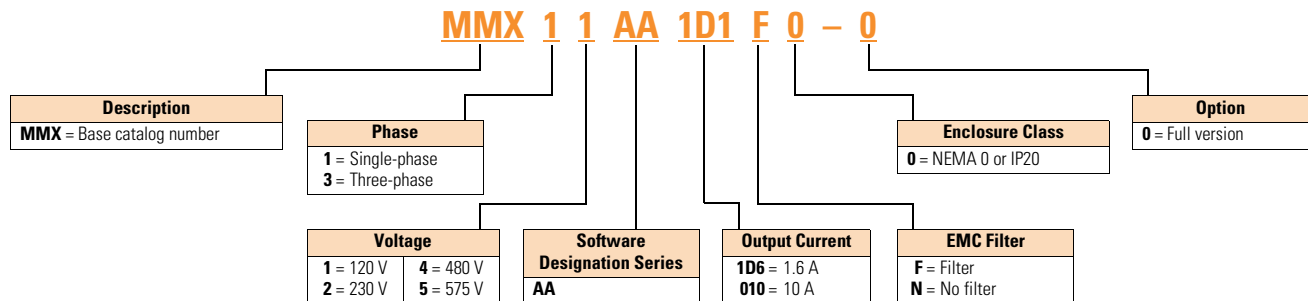 MMX 1 1 AA 1D1 F 0 – 0
Description
MMX = Base catalog number
Phase
1 = Single-phase
3 = Three-phase
Enclosure Class
0 = NEMA 0 or IP20
Option
0 = Full version
Voltage
1 = 120 V 4 = 480 V
2 = 230 V 5 = 575 V
Software
Designation Series
AA
Output Current
1D6 = 1.6 A
010 = 10 A
EMC Filter
F = Filter
N = No filter